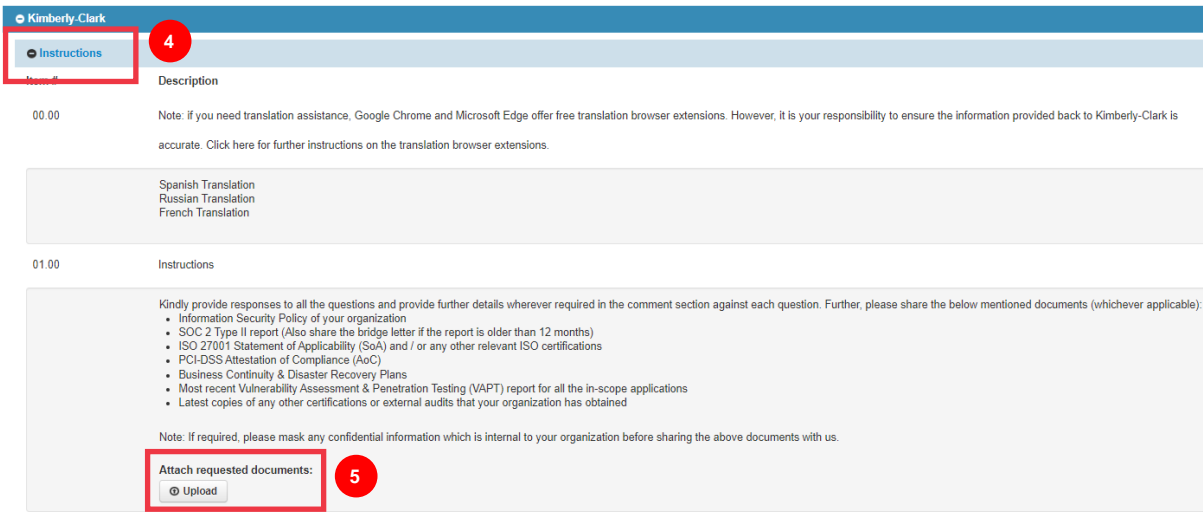 Kimberly-Clark
Instructions
4
Item #
Description
00.00
Note: if you need translation assistance, Google Chrome and Microsoft Edge offer free translation browser extensions. However, it is your responsibility to ensure the information provided back to Kimberly-Clark is
accurate. Click here for further instructions on the translation browser extensions.
Spanish Translation
Russian Translation
French Translation
01.00
Instructions
Kindly provide responses to all the questions and provide further details wherever required in the comment section against each question. Further, please share the below mentioned documents (whichever applicable):
• Information Security Policy of your organization
• SOC 2 Type II report (Also share the bridge letter if the report is older than 12 months)
• ISO 27001 Statement of Applicability (SoA) and / or any other relevant ISO certifications
• PCI-DSS Attestation of Compliance (AoC)
• Business Continuity & Disaster Recovery Plans
• Most recent Vulnerability Assessment & Penetration Testing (VAPT) report for all the in-scope applications
• Latest copies of any other certifications or external audits that your organization has obtained
Note: If required, please mask any confidential information which is internal to your organization before sharing the above documents with us.
Attach requested documents:
5
Upload